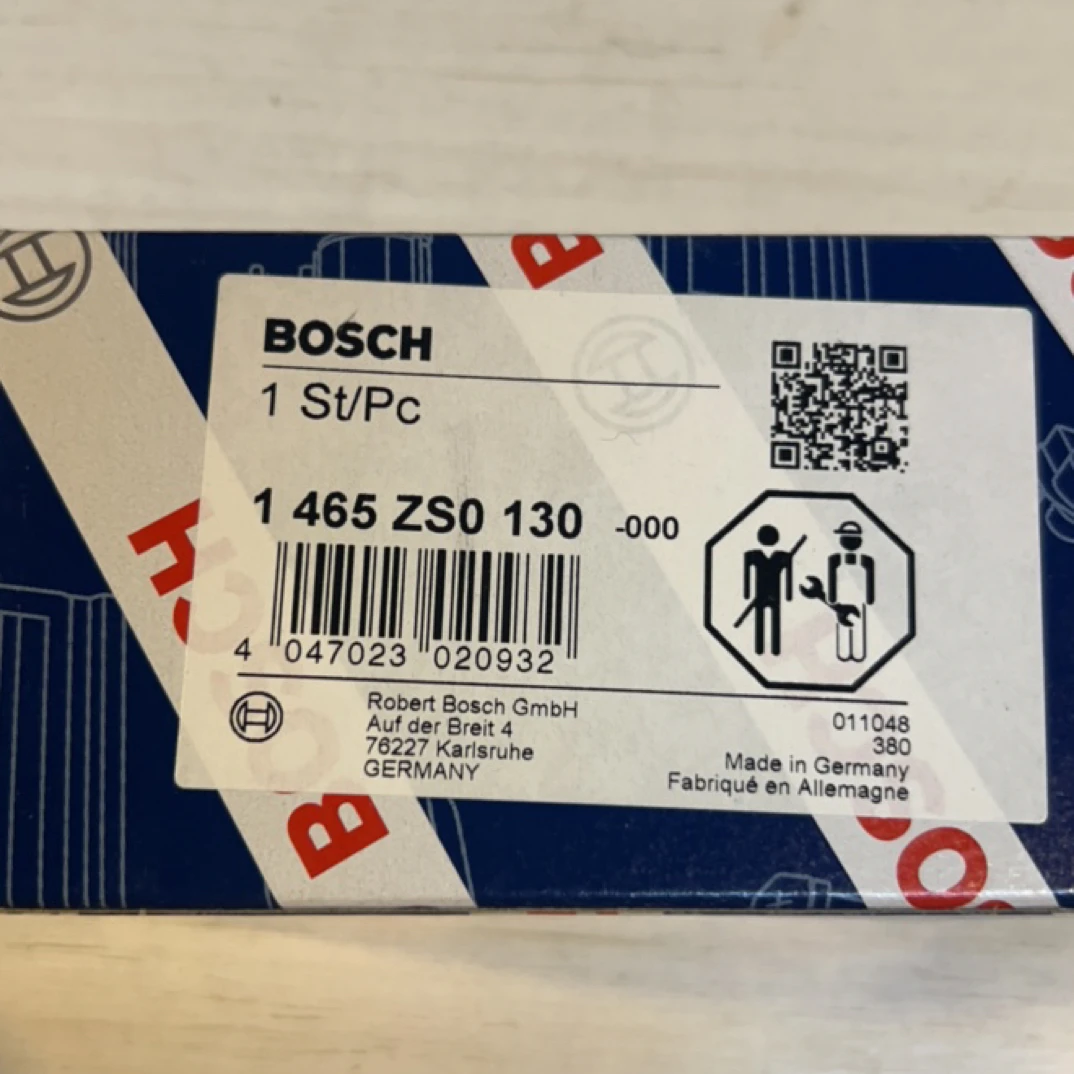 BOSCH
1 St/Pc
1 465 ZS0 130 -000
4 047023 020932
Robert Bosch GmbH
Auf der Breit 4
76227 Karlsruhe
GERMANY
011048
380
Made in Germany
Fabriqué en Allemagne